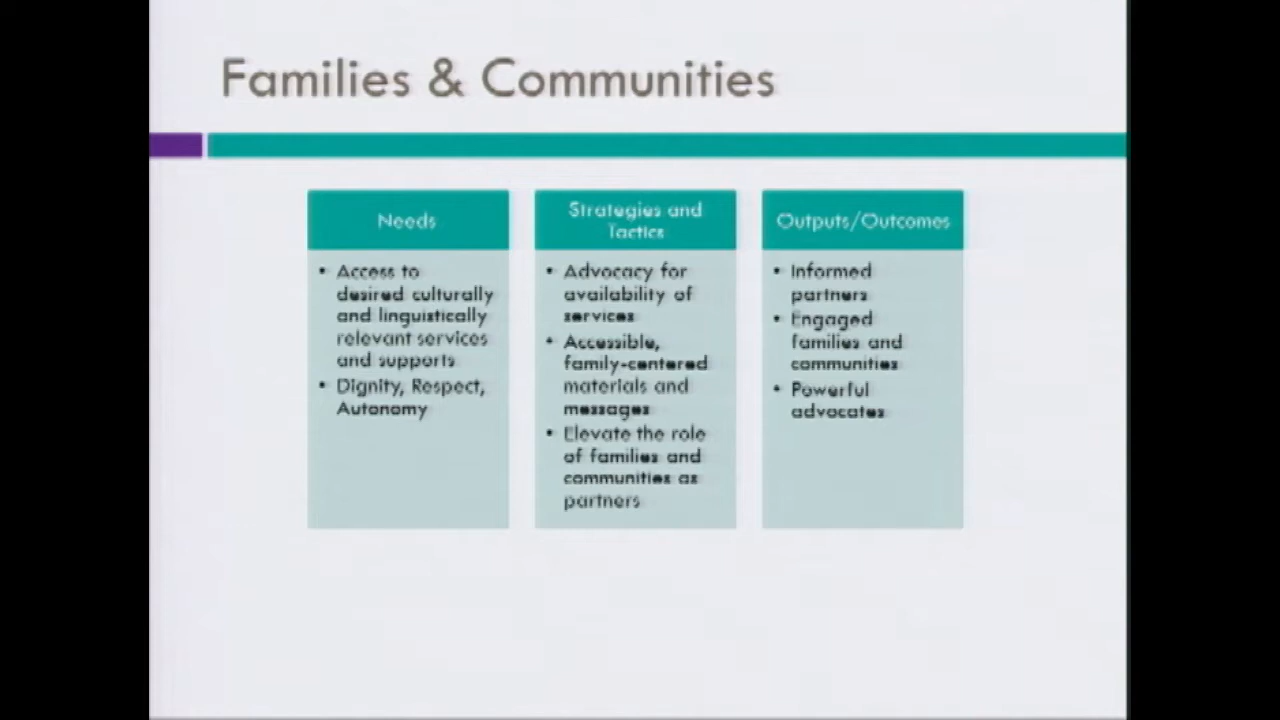 Families & Communities
Needs
• Access to
desired culturally
and linguistically
relevant services
and supports
• Dignity, Respect,
Autonomy
Strategies and
Tactics
• Advocacy for
availability of
services
• Accessible,
family-centered
materials and
messages
• Elevate the role
of families and
communities as
partners
Outputs/Outcomes
• Informed
partners
• Engaged
families and
communities
• Powerful
advocates